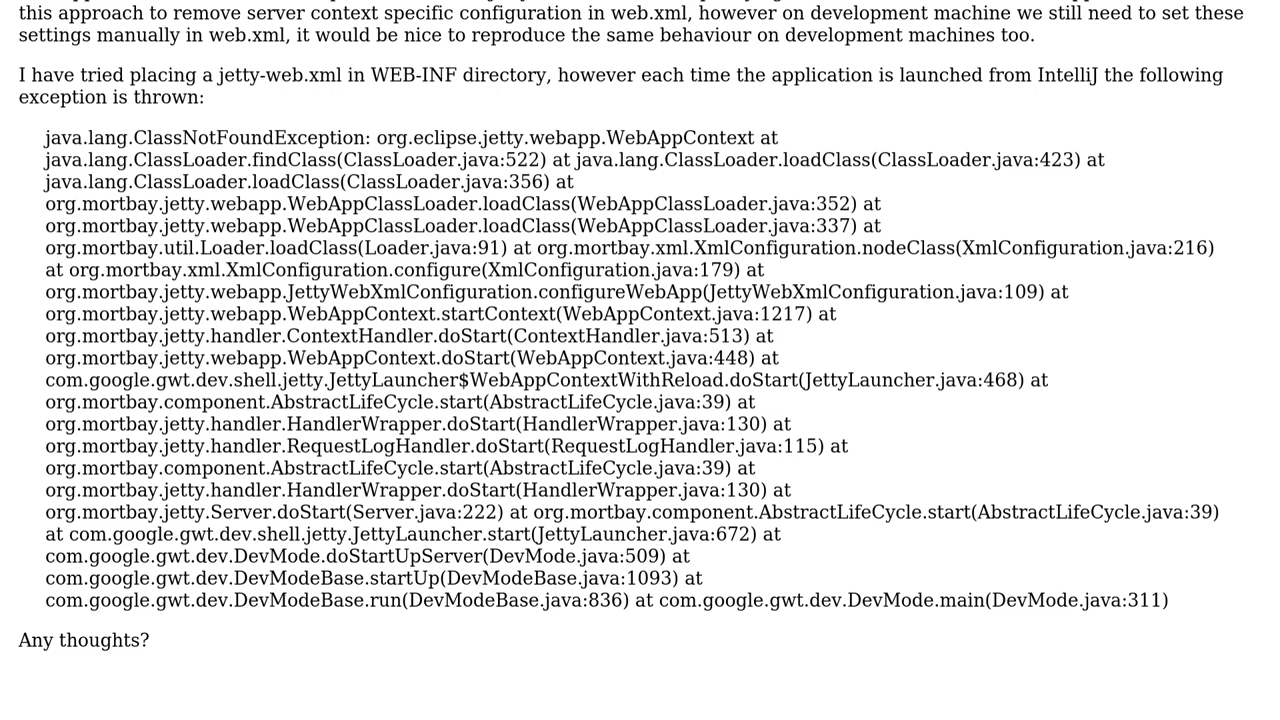 this approach to remove server context specific configuration in web.xml, however on development machine we still need to set these
settings manually in web.xml, it would be nice to reproduce the same behaviour on development machines too.
I have tried placing a jetty-web.xml in WEB-INF directory, however each time the application is launched from IntelliJ the following
exception is thrown:
java.lang.ClassNotFoundException: org.eclipse.jetty.webapp.WebAppContext at
java.lang.ClassLoader.findClass(ClassLoader.java:522) at java.lang.ClassLoader.loadClass(ClassLoader.java:423) at
java.lang.ClassLoader.loadClass(ClassLoader.java:356) at
org.mortbay.jetty.webapp.WebAppClassLoader.loadClass(WebAppClassLoader.java:352) at
org.mortbay.jetty.webapp.WebAppClassLoader.loadClass(WebAppClassLoader.java:337) at
org.mortbay.util.Loader.loadClass(Loader.java:91) at org.mortbay.xml.XmlConfiguration.nodeClass(XmlConfiguration.java:216)
at org.mortbay.xml.XmlConfiguration.configure(XmlConfiguration.java:179) at
org.mortbay.jetty.webapp.JettyWebXmlConfiguration.configureWebApp(JettyWebXmlConfiguration.java:109) at
org.mortbay.jetty.webapp.WebAppContext.startContext(WebAppContext.java:1217) at
org.mortbay.jetty.handler.ContextHandler.doStart(ContextHandler.java:513) at
org.mortbay.jetty.webapp.WebAppContext.doStart(WebAppContext.java:448) at
com.google.gwt.dev.shell.jetty.JettyLauncher$WebAppContextWithReload.doStart(JettyLauncher.java:468) at
org.mortbay.component.AbstractLifeCycle.start(AbstractLifeCycle.java:39) at
org.mortbay.jetty.handler.HandlerWrapper.doStart(HandlerWrapper.java:130) at
org.mortbay.jetty.handler.RequestLogHandler.doStart(RequestLogHandler.java:115) at
org.mortbay.component.AbstractLifeCycle.start(AbstractLifeCycle.java:39) at
org.mortbay.jetty.handler.HandlerWrapper.doStart(HandlerWrapper.java:130) at
org.mortbay.jetty.Server.doStart(Server.java:222) at org.mortbay.component.AbstractLifeCycle.start(AbstractLifeCycle.java:39)
at com.google.gwt.dev.shell.jetty.JettyLauncher.start(JettyLauncher.java:672) at
com.google.gwt.dev.DevMode.doStartUpServer(DevMode.java:509) at
com.google.gwt.dev.DevModeBase.startUp(DevModeBase.java:1093) at
com.google.gwt.dev.DevModeBase.run(DevModeBase.java:836) at com.google.gwt.dev.DevMode.main(DevMode.java:311)
Any thoughts?